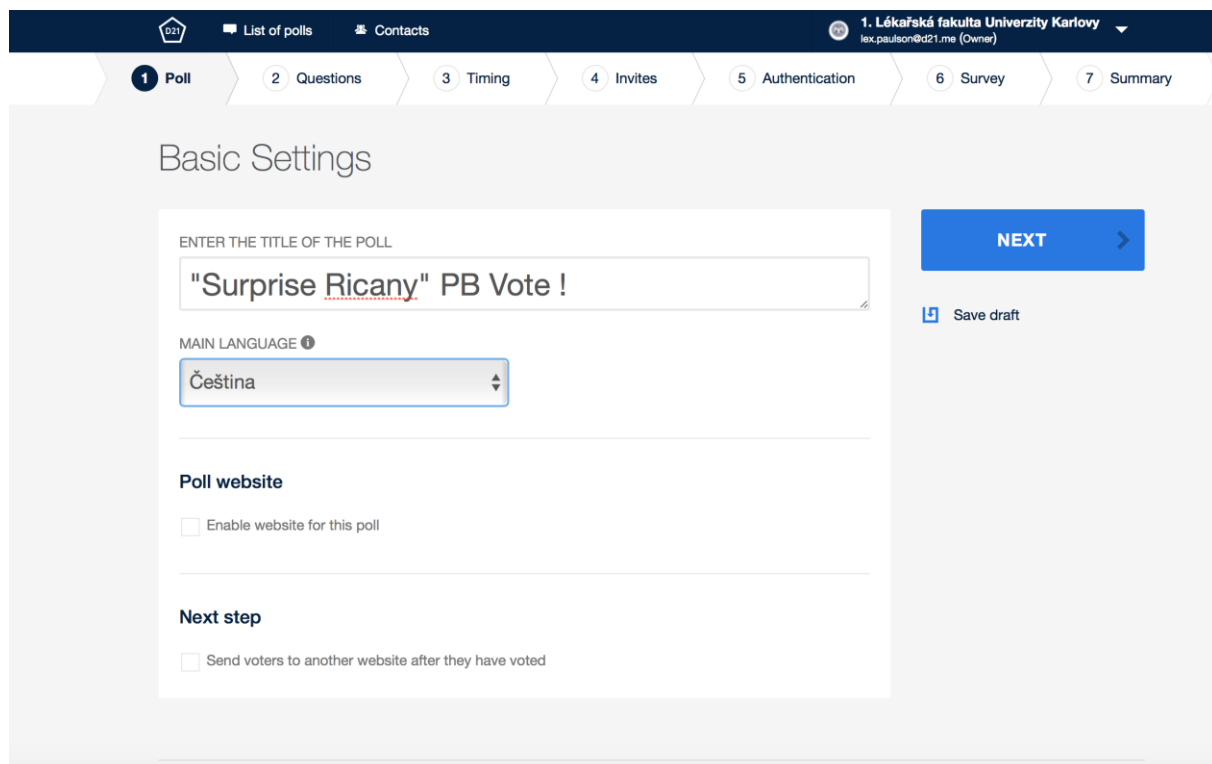 D21 List of polls Contacts 1. Lékařská fakulta Univerzity Karlovy
lex.paulson@d21.me (Owner)
1 Poll 2 Questions 3 Timing 4 Invites 5 Authentication 6 Survey 7 Summary
Basic Settings
ENTER THE TITLE OF THE POLL
"Surprise Ricany" PB Vote !
NEXT
Save draft
MAIN LANGUAGE
Čeština
Poll website
Enable website for this poll
Next step
Send voters to another website after they have voted